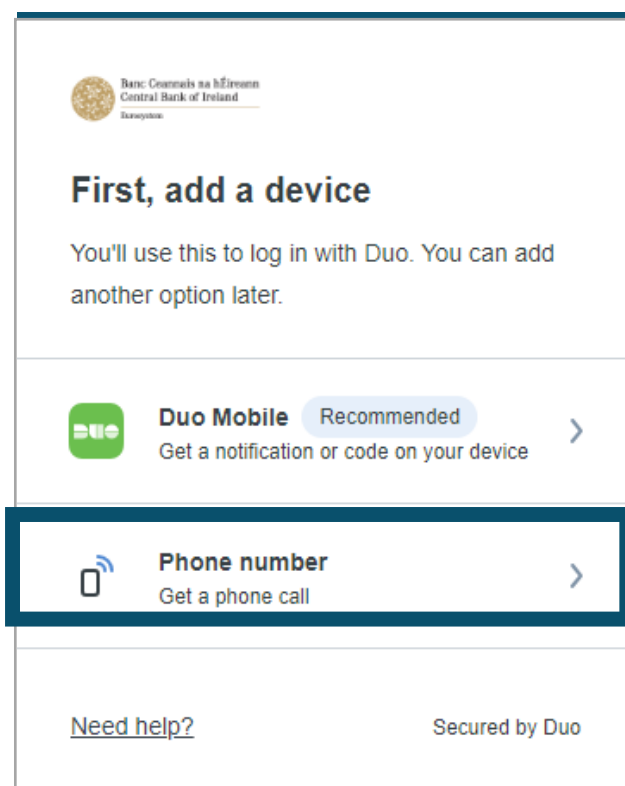 Banc Ceannais na hÉireann
Central Bank of Ireland
Eurosystem
First, add a device
You'll use this to log in with Duo. You can add
another option later.
DUO
Duo Mobile Recommended
Get a notification or code on your device
Phone number
Get a phone call
Need help? Secured by Duo